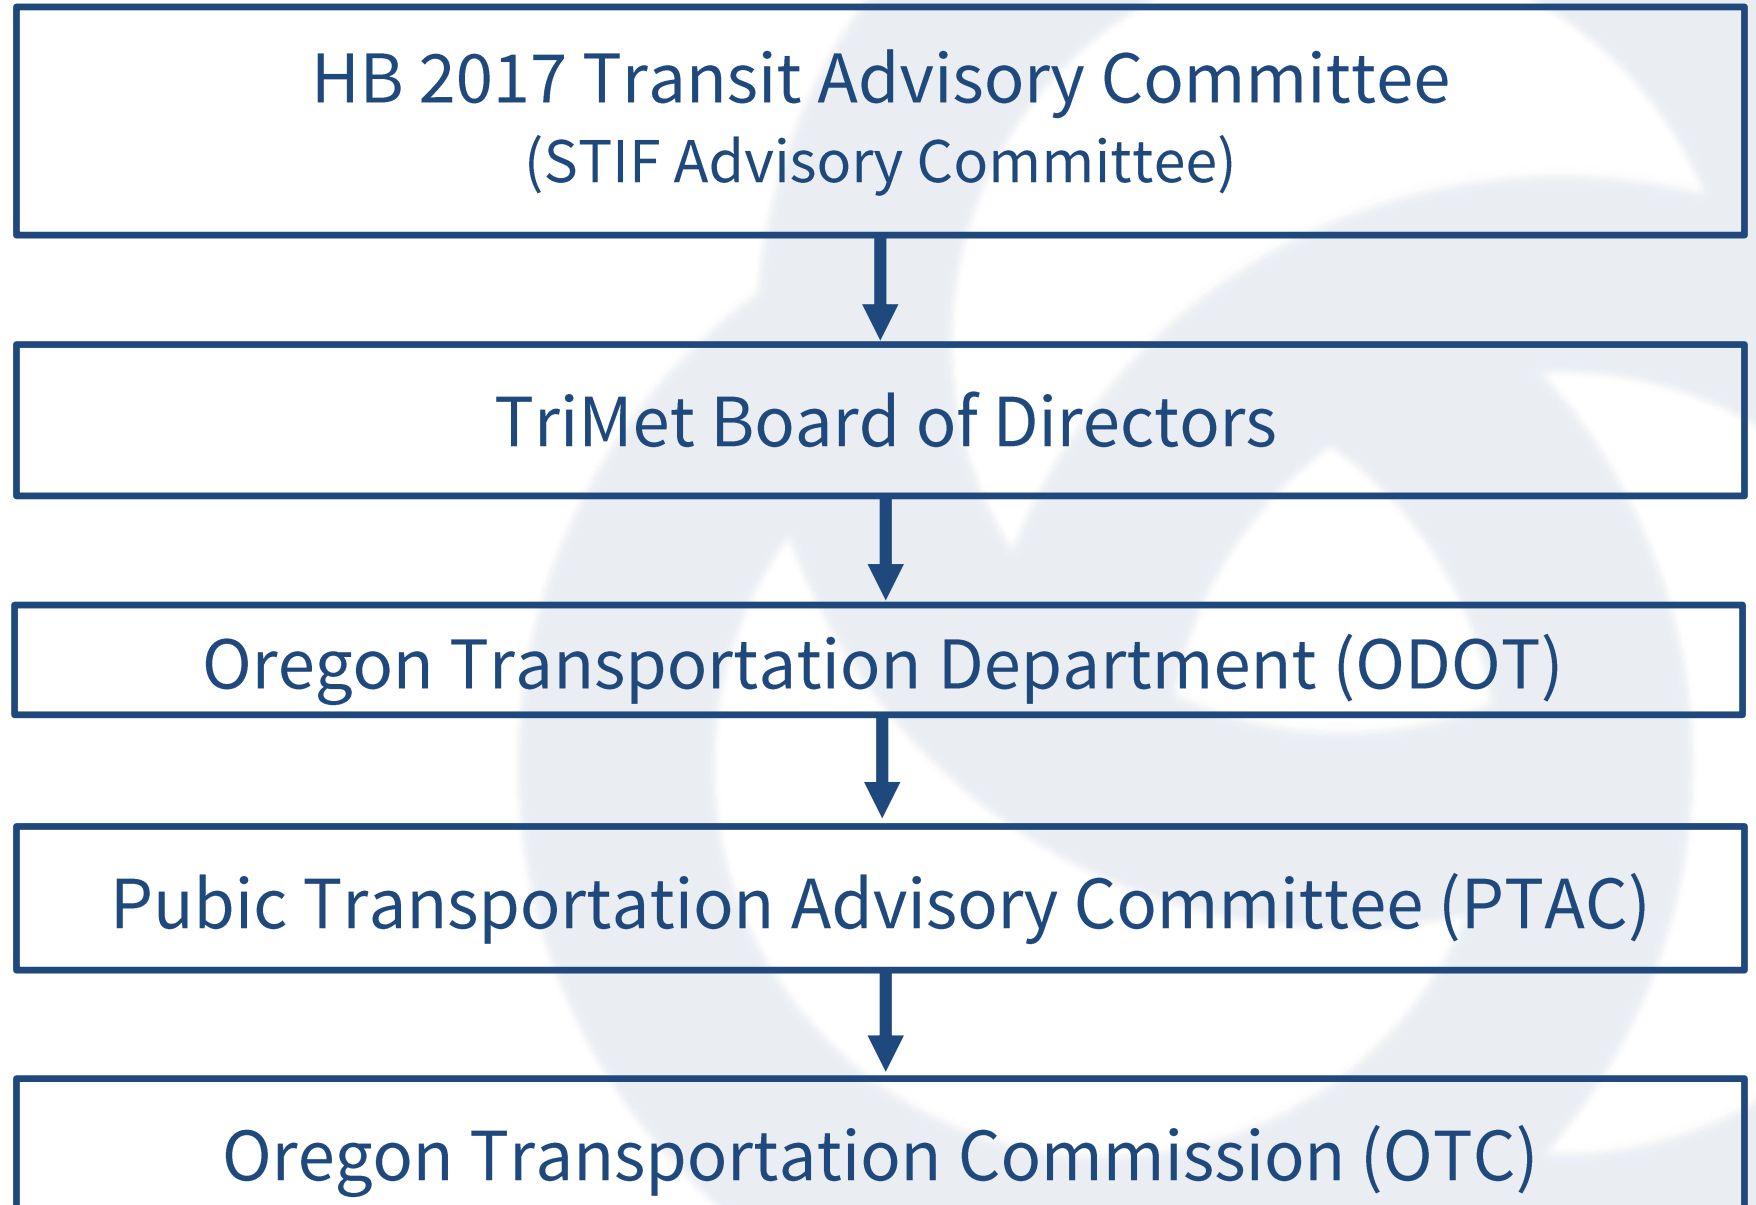 HB 2017 Transit Advisory Committee
(STIF Advisory Committee)
TriMet Board of Directors
Oregon Transportation Department (ODOT)
Pubic Transportation Advisory Committee (PTAC)
Oregon Transportation Commission (OTC)